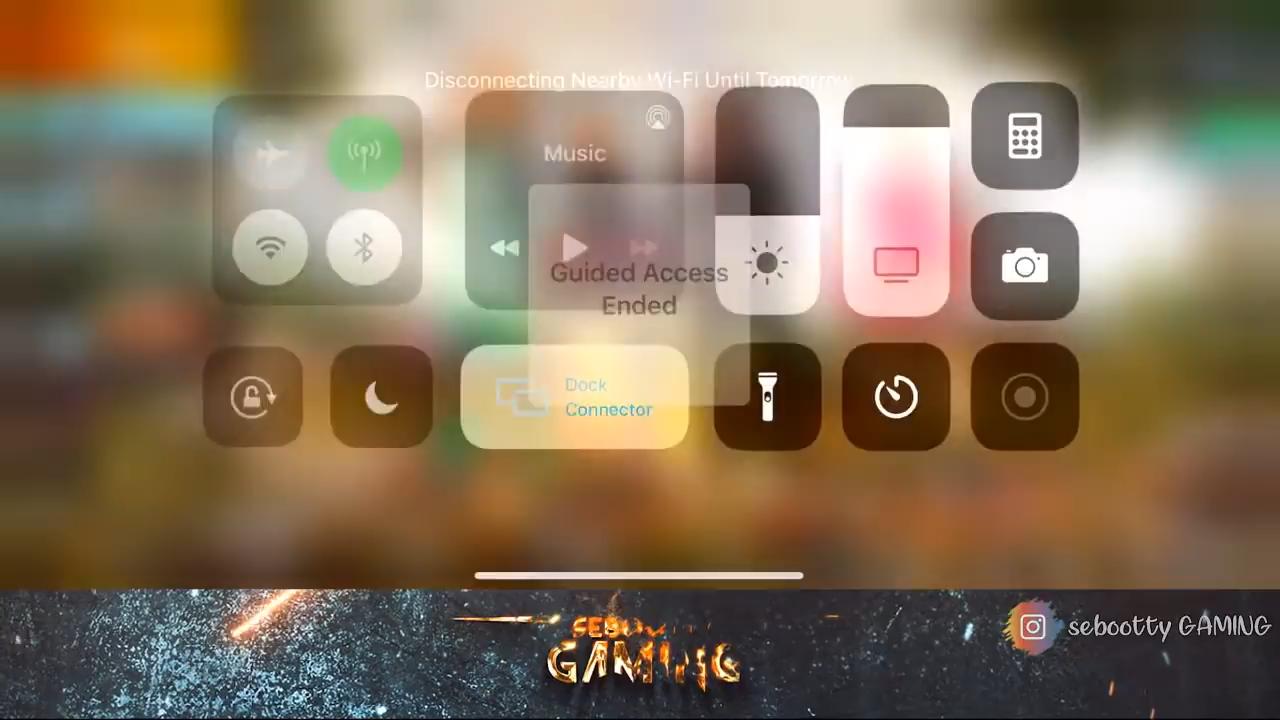 Disconnecting Nearby Wi-Fi Until Tomorrow
Music
Guided Access
Ended
Dock
Connector
GAMING
sebootty GAMING